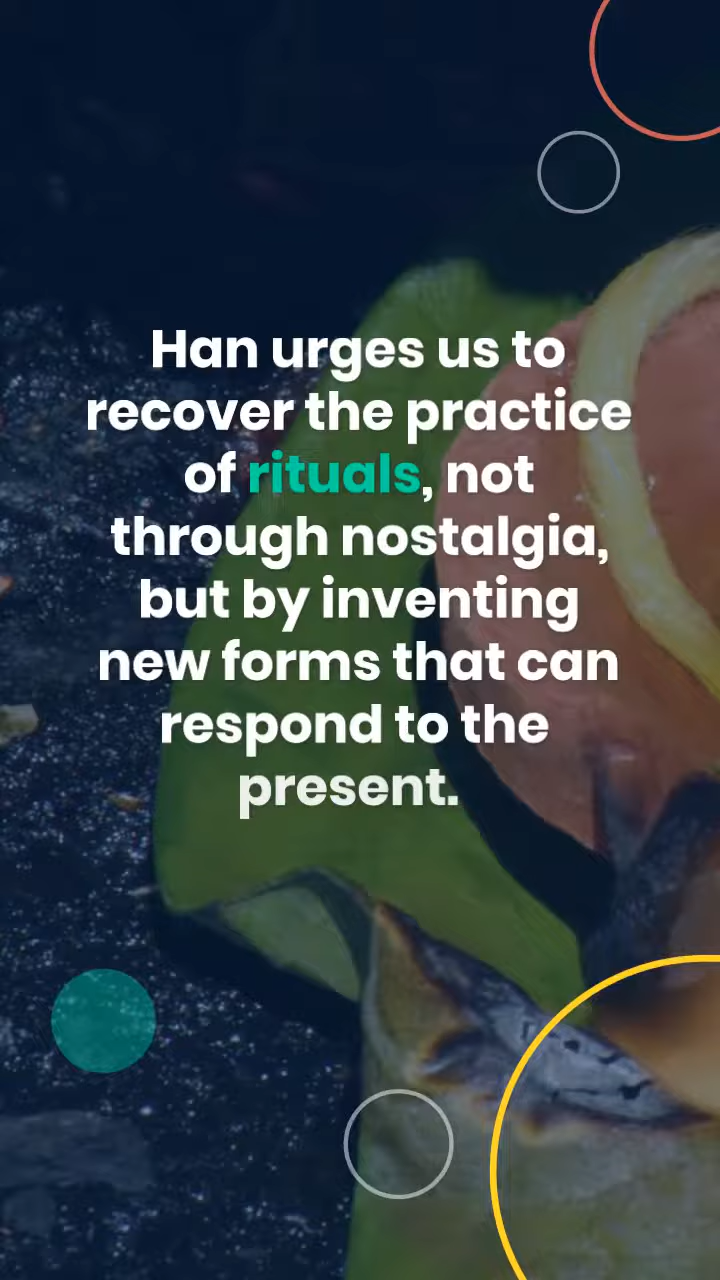 Han urges us to
recover the practice
of rituals, not
through nostalgia,
but by inventing
new forms that can
respond to the
present.